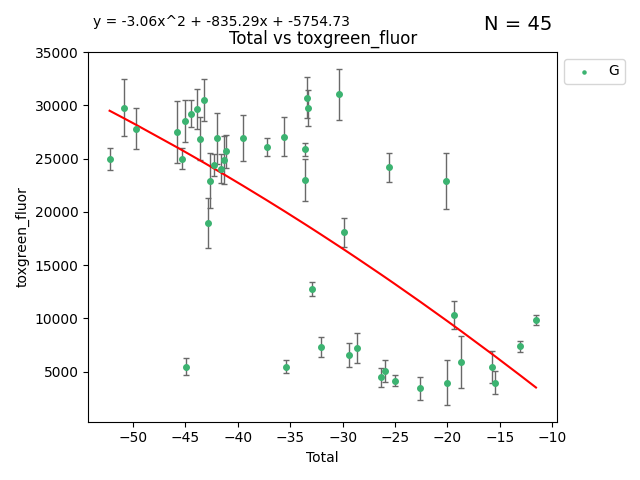 y = -3.06x^2 + -835.29x + -5754.73
N = 45
Total vs toxgreen_fluor
G
35000
30000
25000
20000
15000
10000
5000
toxgreen_fluor
−50
−45
−40
−35
−30
−25
−20
−15
−10
Total